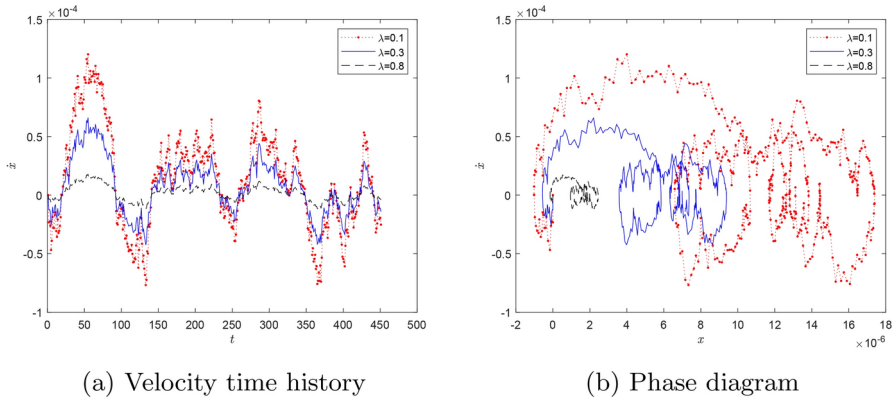 ×10⁻⁴
1.5
1
0.5
0
-0.5
-1
ẋ
0 50 100 150 200 250 300 350 400 450 500
t
λ=0.1
λ=0.3
λ=0.8
(a) Velocity time history
×10⁻⁴
1.5
1
0.5
0
-0.5
-1
ẋ
-2 0 2 4 6 8 10 12 14 16 18
x
×10⁻⁶
λ=0.1
λ=0.3
λ=0.8
(b) Phase diagram